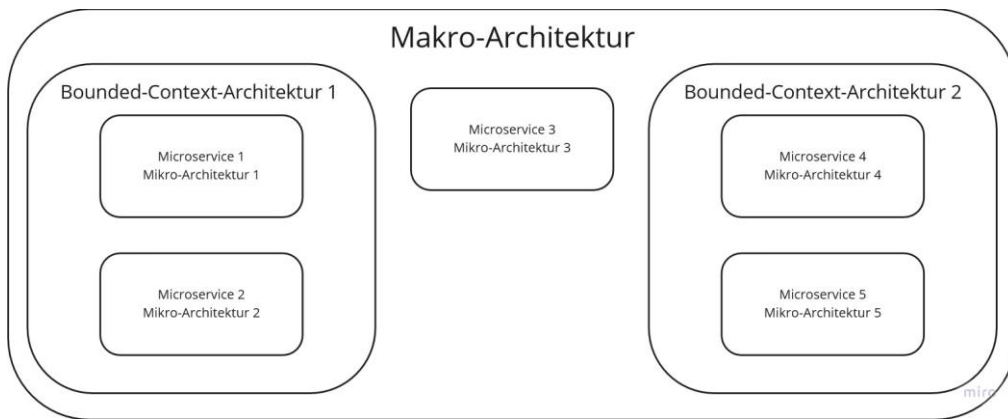 Makro-Architektur
Bounded-Context-Architektur 1
Microservice 1
Mikro-Architektur 1
Microservice 2
Mikro-Architektur 2
Microservice 3
Mikro-Architektur 3
Bounded-Context-Architektur 2
Microservice 4
Mikro-Architektur 4
Microservice 5
Mikro-Architektur 5
miro